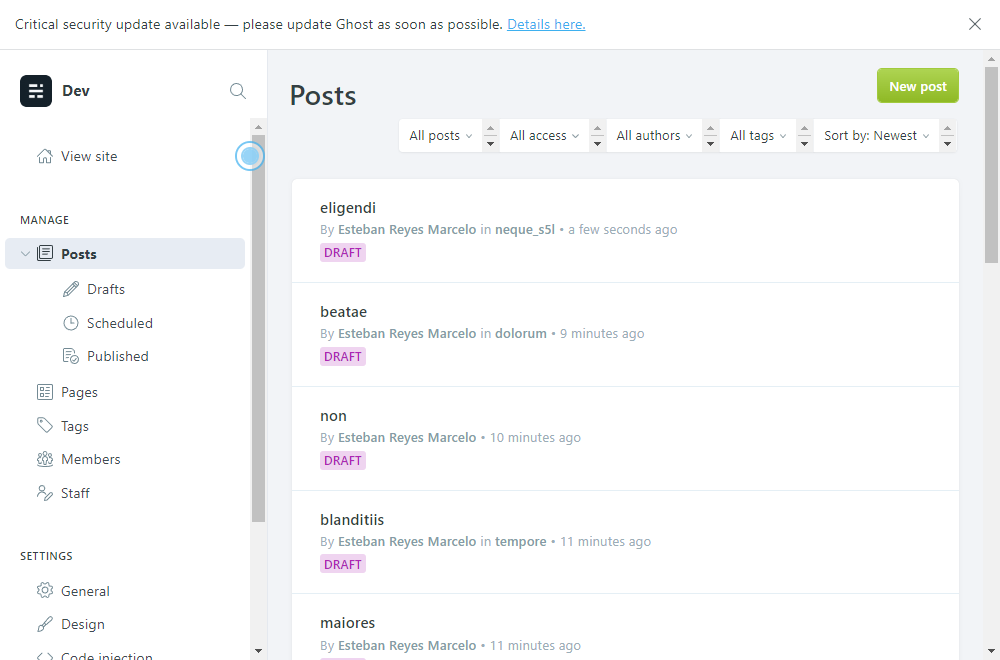 Critical security update available — please update Ghost as soon as possible. Details here.
Dev
View site
MANAGE
Posts
Drafts
Scheduled
Published
Pages
Tags
Members
Staff
SETTINGS
General
Design
Code injection
Posts
New post
All posts
All access
All authors
All tags
Sort by: Newest
eligendi
By Esteban Reyes Marcelo in neque_s5l • a few seconds ago
DRAFT
beatae
By Esteban Reyes Marcelo in dolorum • 9 minutes ago
DRAFT
non
By Esteban Reyes Marcelo • 10 minutes ago
DRAFT
blanditiis
By Esteban Reyes Marcelo in tempore • 11 minutes ago
DRAFT
maiores
By Esteban Reyes Marcelo • 11 minutes ago